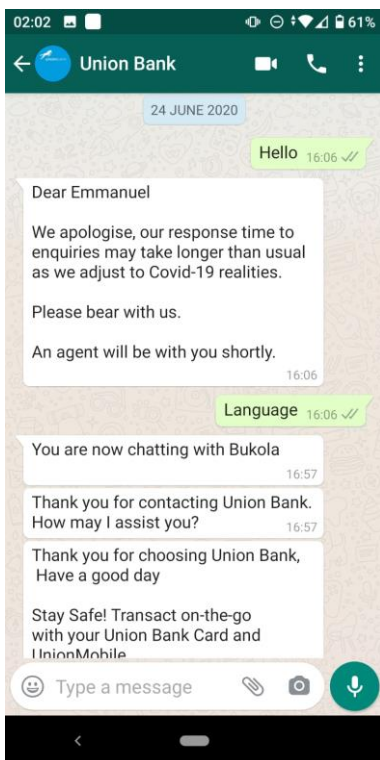 02:02 61%
Union Bank
24 JUNE 2020
Hello 16:06
Dear Emmanuel
We apologise, our response time to
enquiries may take longer than usual
as we adjust to Covid-19 realities.
Please bear with us.
An agent will be with you shortly.
16:06
Language 16:06
You are now chatting with Bukola
16:57
Thank you for contacting Union Bank.
How may I assist you? 16:57
Thank you for choosing Union Bank,
Have a good day
Stay Safe! Transact on-the-go
with your Union Bank Card and
UnionMobile
Type a message